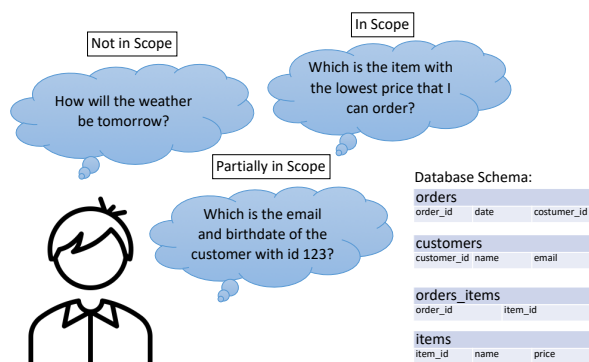 Not in Scope
How will the weather
be tomorrow?
In Scope
Which is the item with
the lowest price that I
can order?
Partially in Scope
Which is the email
and birthdate of the
customer with id 123?
Database Schema:
orders
order_id date costumer_id
customers
customer_id name email
orders_items
order_id item_id
items
item_id name price